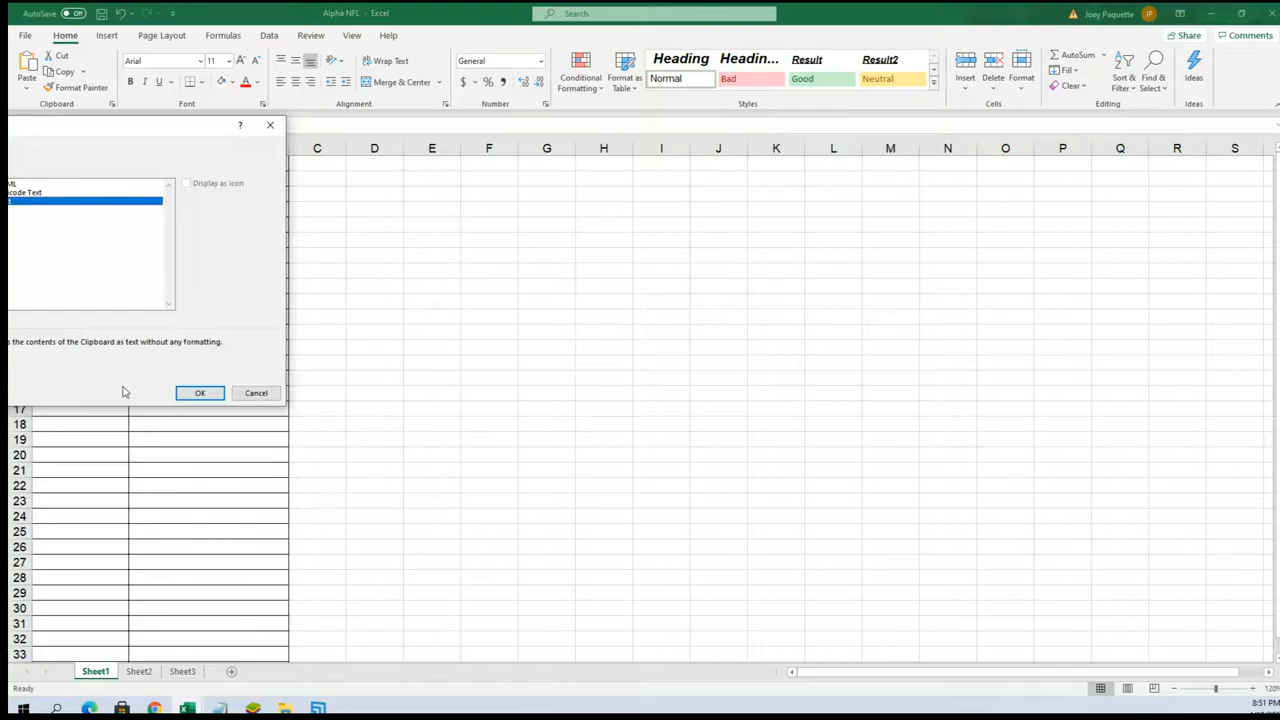 AutoSave Off
Alpha NFL - Excel
Search
Joey Paquette JP
File Home Insert Page Layout Formulas Data Review View Help
Share Comments
Paste
Cut
Copy
Format Painter
Clipboard
Arial 11
B I U
Font
Wrap Text
Merge & Center
Alignment
General
$ % 9
Number
Conditional Formatting
Format as Table
Heading Headin... Result Result2
Normal Bad Good Neutral
Styles
Insert Delete Format
Cells
AutoSum
Fill
Clear
Sort & Filter
Find & Select
Editing
Ideas
Ideas
?
Display as icon
ML
icode Text
s the contents of the Clipboard as text without any formatting.
OK Cancel
C D E F G H I J K L M N O P Q R S
17
18
19
20
21
22
23
24
25
26
27
28
29
30
31
32
33
Sheet1 Sheet2 Sheet3
Ready
120%
8:51 PM